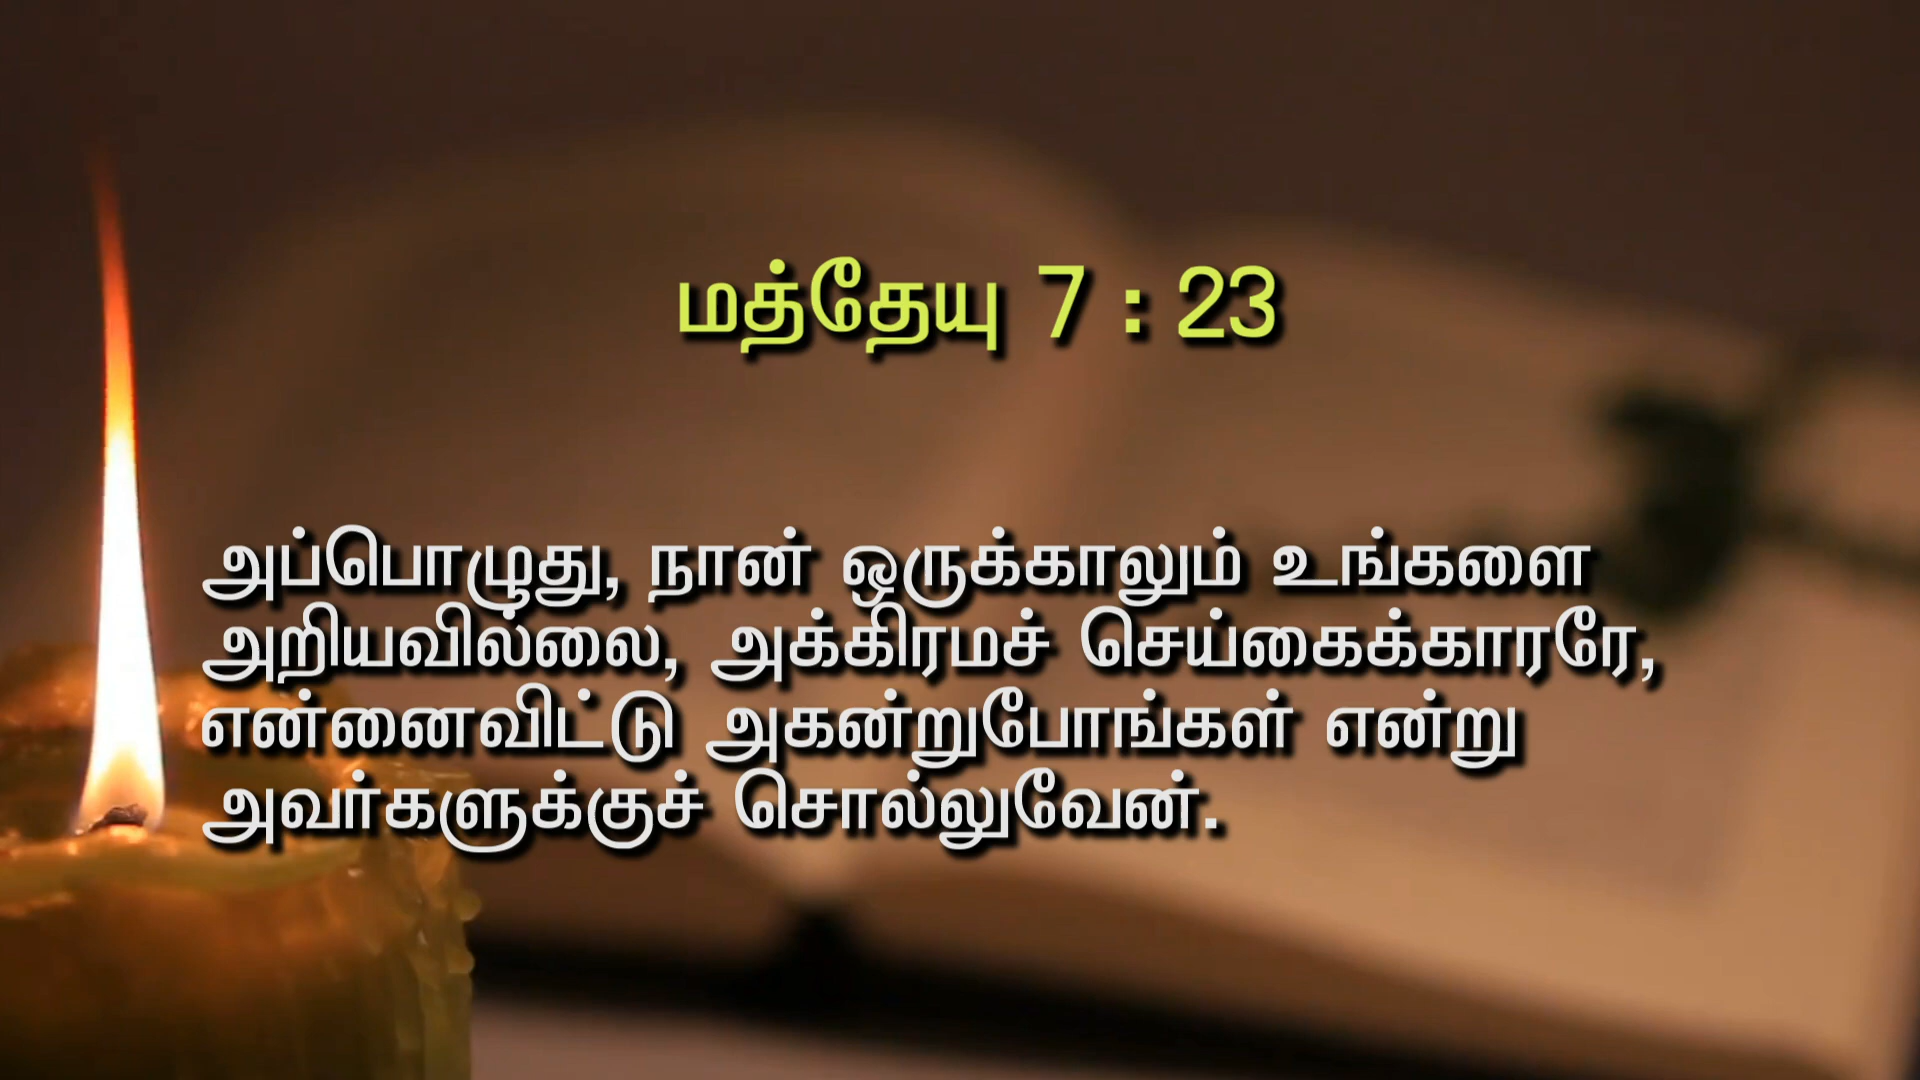 மத்தேயு 7 : 23
அப்பொழுது, நான் ஒருக்காலும் உங்களை
அறியவில்லை, அக்கிரமச் செய்கைக்காரரே,
என்னைவிட்டு அகன்றுபோங்கள் என்று
அவர்களுக்குச் சொல்லுவேன்.